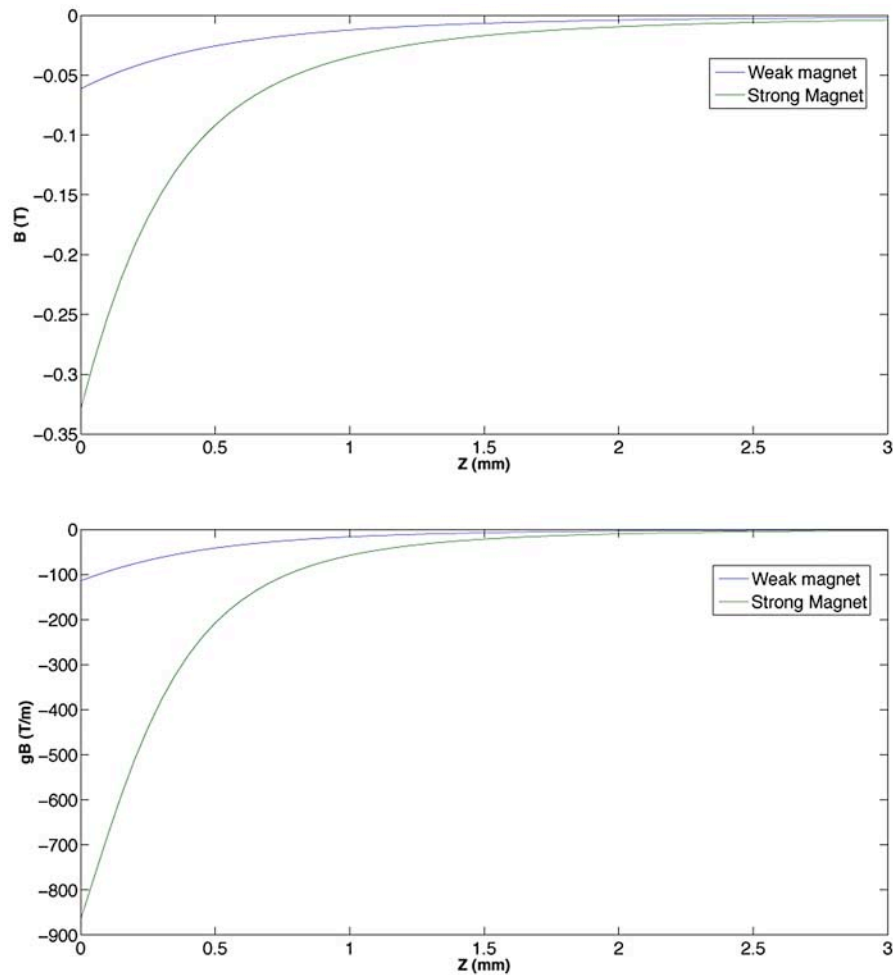 0
−0.05
−0.1
−0.15
−0.2
−0.25
−0.3
−0.35
B (T)
Weak magnet
Strong Magnet
0 0.5 1 1.5 2 2.5 3
Z (mm)
0
−100
−200
−300
−400
−500
−600
−700
−800
−900
gB (T/m)
Weak magnet
Strong Magnet
0 0.5 1 1.5 2 2.5 3
Z (mm)